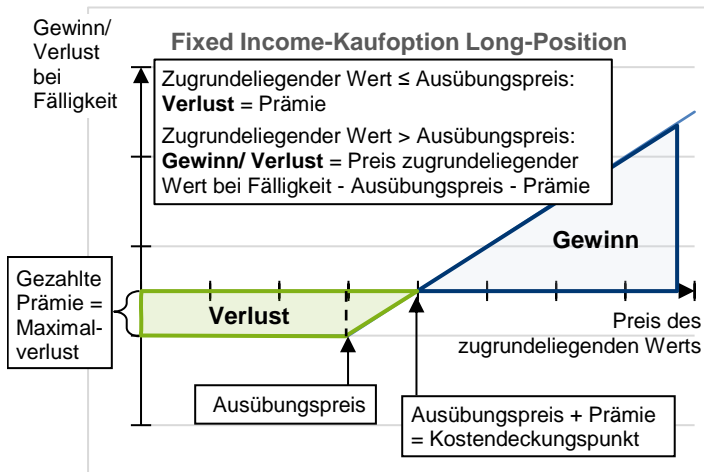 Gewinn/
Verlust
bei
Fälligkeit
Fixed Income-Kaufoption Long-Position
Zugrundeliegender Wert ≤ Ausübungspreis:
Verlust = Prämie
Zugrundeliegender Wert > Ausübungspreis:
Gewinn/ Verlust = Preis zugrundeliegender
Wert bei Fälligkeit - Ausübungspreis - Prämie
Gewinn
Gezahlte
Prämie =
Maximal-
verlust
Verlust
Preis des
zugrundeliegenden Werts
Ausübungspreis
Ausübungspreis + Prämie
= Kostendeckungspunkt